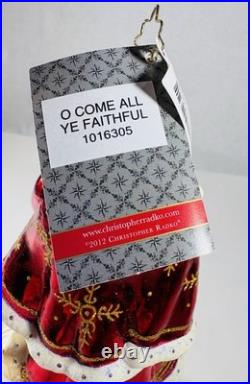 O COME ALL
YE FAITHFUL
1016305
www.christopherradko.com
©2012 CHRISTOPHER RADKO®